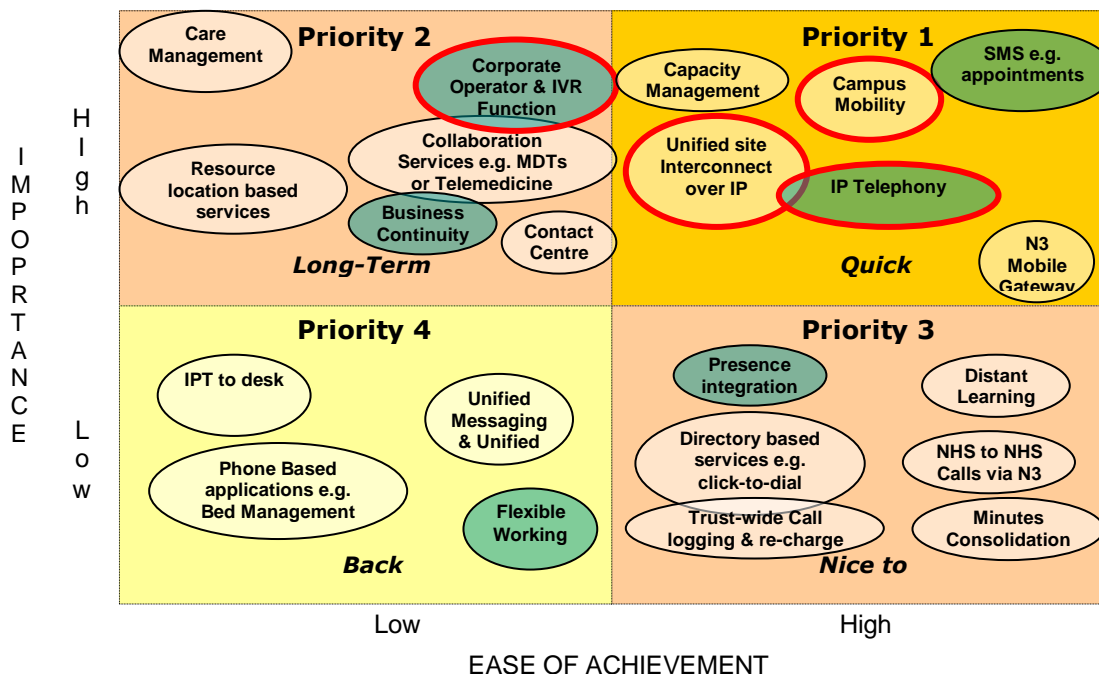 Priority 2
Care
Management
Corporate
Operator & IVR
Function
Collaboration
Services e.g. MDTs
or Telemedicine
Resource
location based
services
Business
Continuity
Contact
Centre
Long-Term
Priority 1
SMS e.g.
appointments
Capacity
Management
Campus
Mobility
Unified site
Interconnect
over IP
IP Telephony
N3
Mobile
Gateway
Quick
Priority 4
IPT to desk
Unified
Messaging
& Unified
Phone Based
applications e.g.
Bed Management
Flexible
Working
Back
Priority 3
Presence
integration
Distant
Learning
Directory based
services e.g.
click-to-dial
NHS to NHS
Calls via N3
Trust-wide Call
logging & re-charge
Minutes
Consolidation
Nice to
IMPOPRTANCE
HIgh
Low
Low
High
EASE OF ACHIEVEMENT